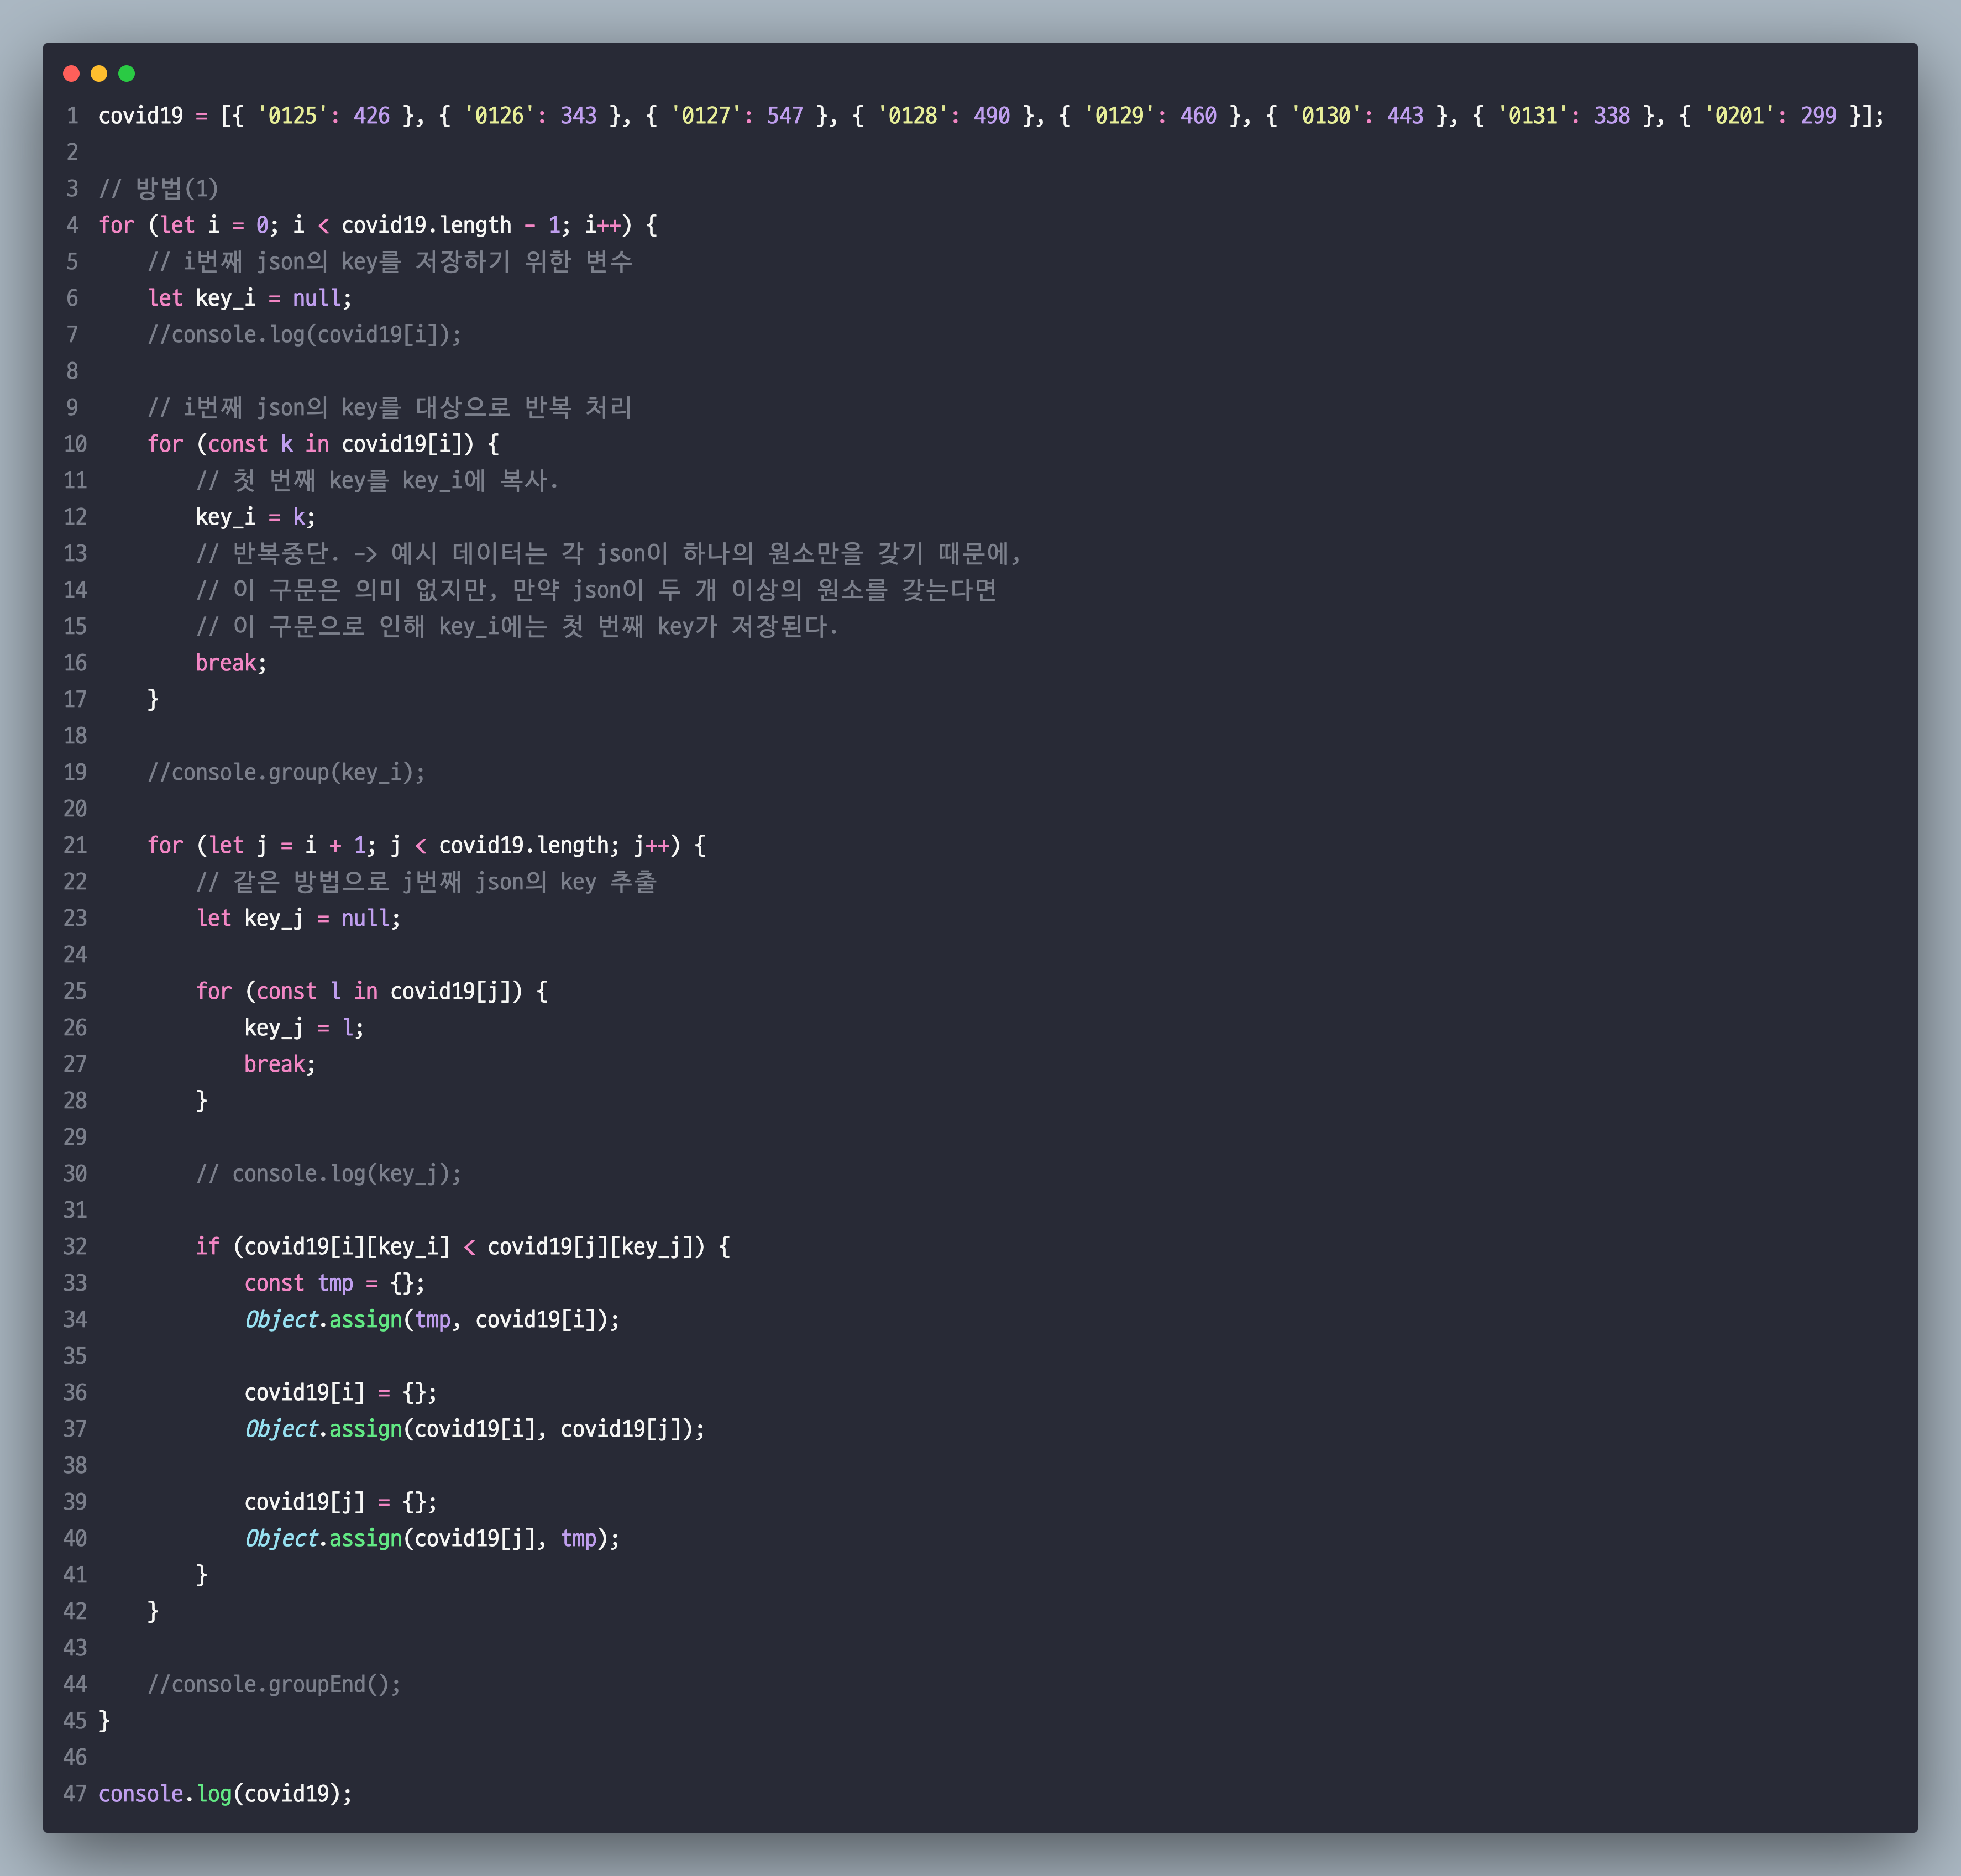 1 covid19 = [{ '0125': 426 }, { '0126': 343 }, { '0127': 547 }, { '0128': 490 }, { '0129': 460 }, { '0130': 443 }, { '0131': 338 }, { '0201': 299 }];
2
3 // 방법(1)
4 for (let i = 0; i < covid19.length - 1; i++) {
5     // i번째 json의 key를 저장하기 위한 변수
6     let key_i = null;
7     //console.log(covid19[i]);
8
9     // i번째 json의 key를 대상으로 반복 처리
10     for (const k in covid19[i]) {
11         // 첫 번째 key를 key_i에 복사.
12         key_i = k;
13         // 반복중단. -> 예시 데이터는 각 json이 하나의 원소만을 갖기 때문에,
14         // 이 구문은 의미 없지만, 만약 json이 두 개 이상의 원소를 갖는다면
15         // 이 구문으로 인해 key_i에는 첫 번째 key가 저장된다.
16         break;
17     }
18
19     //console.group(key_i);
20
21     for (let j = i + 1; j < covid19.length; j++) {
22         // 같은 방법으로 j번째 json의 key 추출
23         let key_j = null;
24
25         for (const l in covid19[j]) {
26             key_j = l;
27             break;
28         }
29
30         // console.log(key_j);
31
32         if (covid19[i][key_i] < covid19[j][key_j]) {
33             const tmp = {};
34             Object.assign(tmp, covid19[i]);
35
36             covid19[i] = {};
37             Object.assign(covid19[i], covid19[j]);
38
39             covid19[j] = {};
40             Object.assign(covid19[j], tmp);
41         }
42     }
43
44     //console.groupEnd();
45 }
46
47 console.log(covid19);